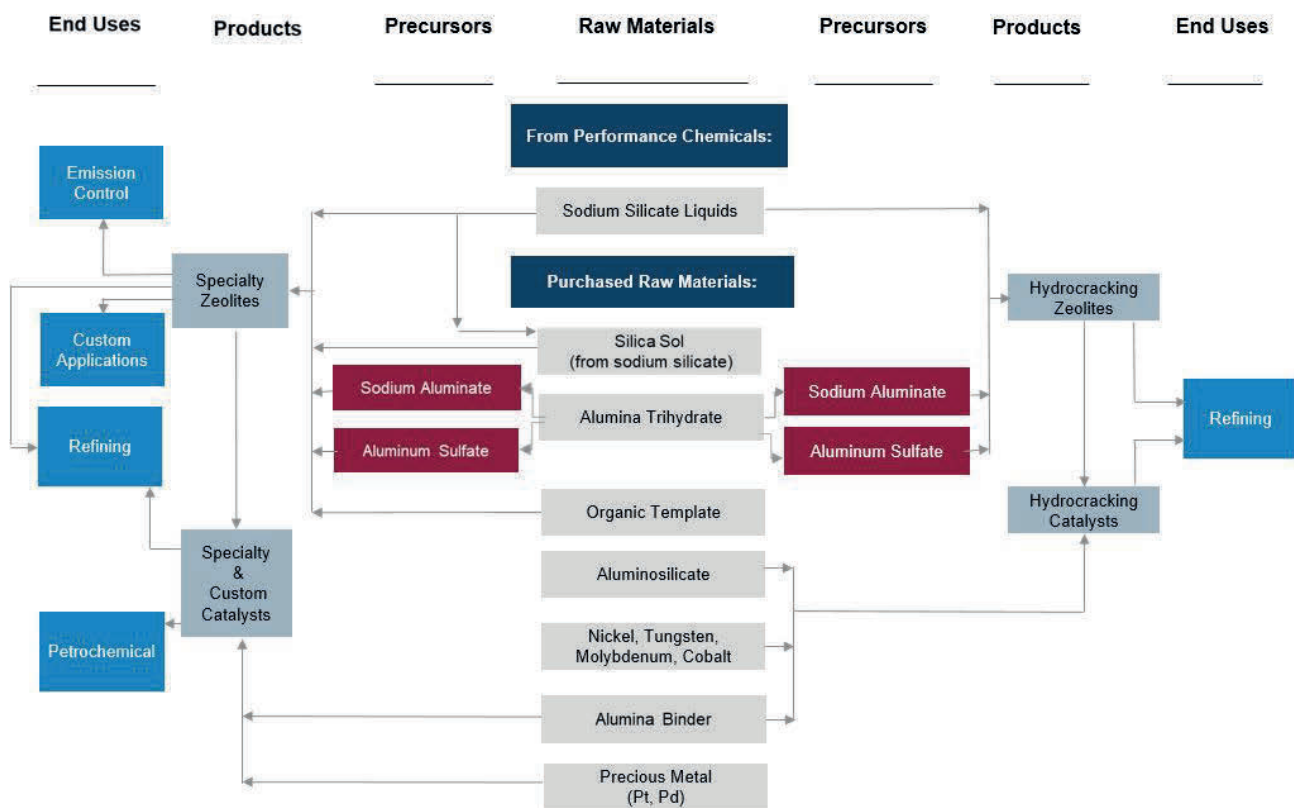 End Uses
Products
Precursors
Raw Materials
Precursors
Products
End Uses
From Performance Chemicals:
Emission
Control
Sodium Silicate Liquids
Specialty
Zeolites
Purchased Raw Materials:
Hydrocracking
Zeolites
Custom
Applications
Silica Sol
(from sodium silicate)
Sodium Aluminate
Alumina Trihydrate
Sodium Aluminate
Refining
Aluminum Sulfate
Aluminum Sulfate
Refining
Organic Template
Hydrocracking
Catalysts
Specialty
&
Custom
Catalysts
Aluminosilicate
Petrochemical
Nickel, Tungsten,
Molybdenum, Cobalt
Alumina Binder
Precious Metal
(Pt, Pd)